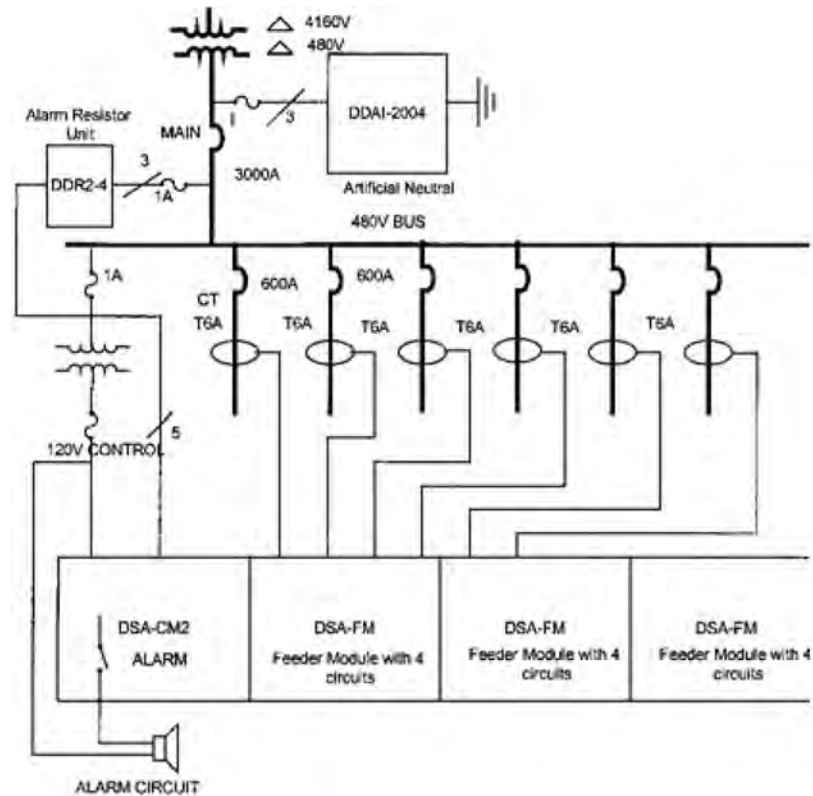 4160V
480V
DDAI-2004
3
Artificial Neutral
MAIN
3000A
Alarm Resistor
Unit
DDR2-4
3
1A
480V BUS
1A
CT
600A
600A
T6A
T6A
T6A
T6A
T6A
T6A
5
120V CONTROL
DSA-CM2
ALARM
DSA-FM
Feeder Module with 4
circuits
DSA-FM
Feeder Module with 4
circuits
DSA-FM
Feeder Module with 4
circuits
ALARM CIRCUIT